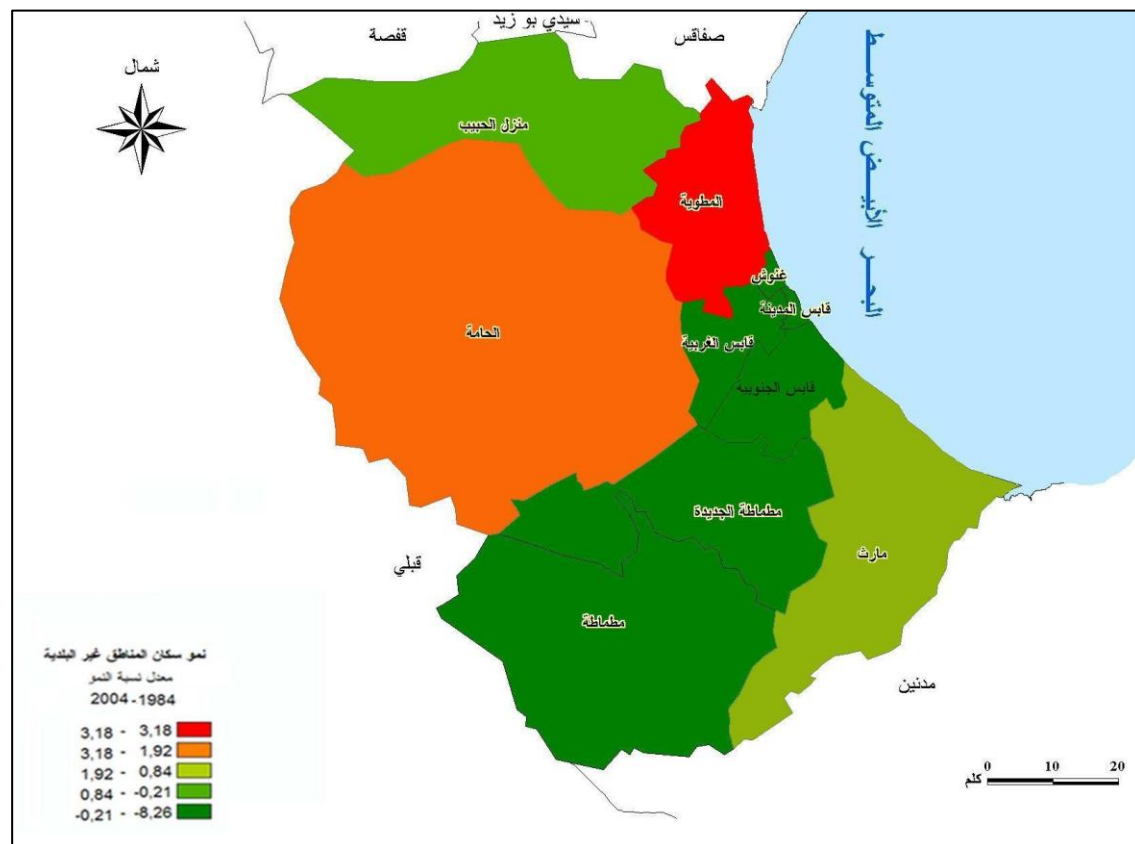 سيدي بو زيد
قفصة
صفاقس
شمال
البحر الأبيض المتوسط
منزل الحبيب
المطوية
غنوش
قابس المدينة
الحامة
قابس الغربية
قابس الجنوبية
مطماطة الجديدة
مارث
قبلي
مطماطة
مدنين
نمو سكان المناطق غير البلدية
معدل نسبة النمو
2004 -1984
3,18 - 3,18
3,18 - 1,92
1,92 - 0,84
0,84 - -0,21
-0,21 - -8,26
0 10 20
كلم